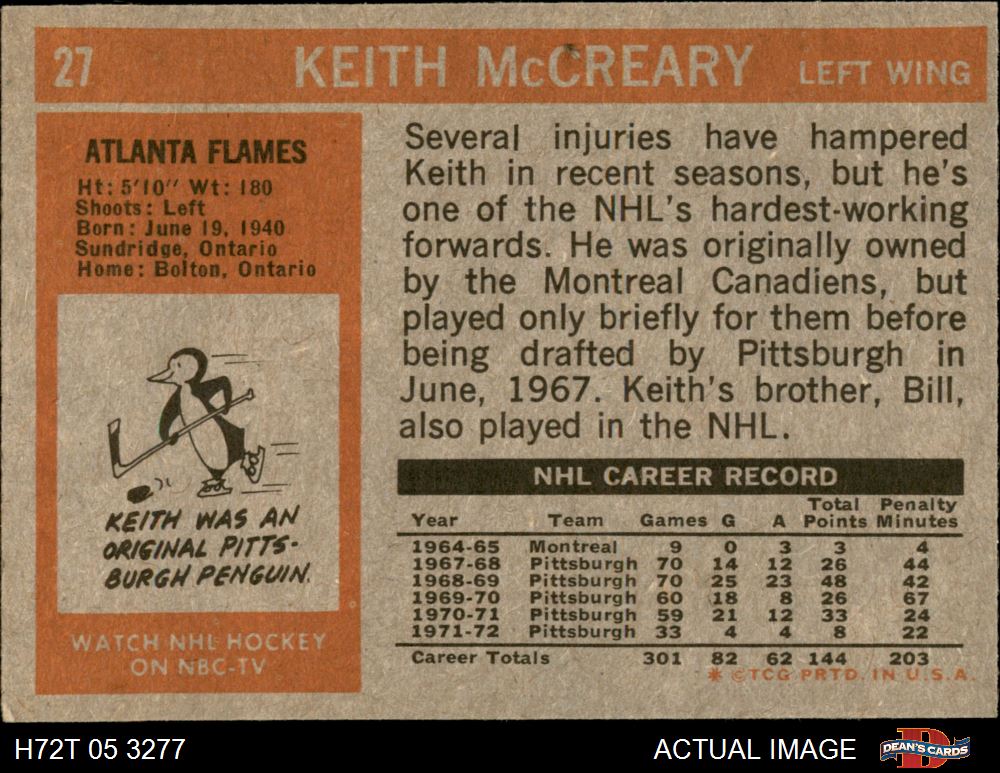 27 KEITH McCREARY LEFT WING
ATLANTA FLAMES
Ht: 5'10" Wt: 180
Shoots: Left
Born: June 19, 1940
Sundridge, Ontario
Home: Bolton, Ontario
KEITH WAS AN
ORIGINAL PITTS-
BURGH PENGUIN.
WATCH NHL HOCKEY
ON NBC-TV
Several injuries have hampered
Keith in recent seasons, but he's
one of the NHL's hardest-working
forwards. He was originally owned
by the Montreal Canadiens, but
played only briefly for them before
being drafted by Pittsburgh in
June, 1967. Keith's brother, Bill,
also played in the NHL.
NHL CAREER RECORD
Total Penalty
Year Team Games G A Points Minutes
1964-65 Montreal 9 0 3 3 4
1967-68 Pittsburgh 70 14 12 26 44
1968-69 Pittsburgh 70 25 23 48 42
1969-70 Pittsburgh 60 18 8 26 67
1970-71 Pittsburgh 59 21 12 33 24
1971-72 Pittsburgh 33 4 4 8 22
Career Totals 301 82 62 144 203
* ©TCG PRTD. IN U.S.A.
H72T 05 3277 ACTUAL IMAGE DEAN'S CARDS